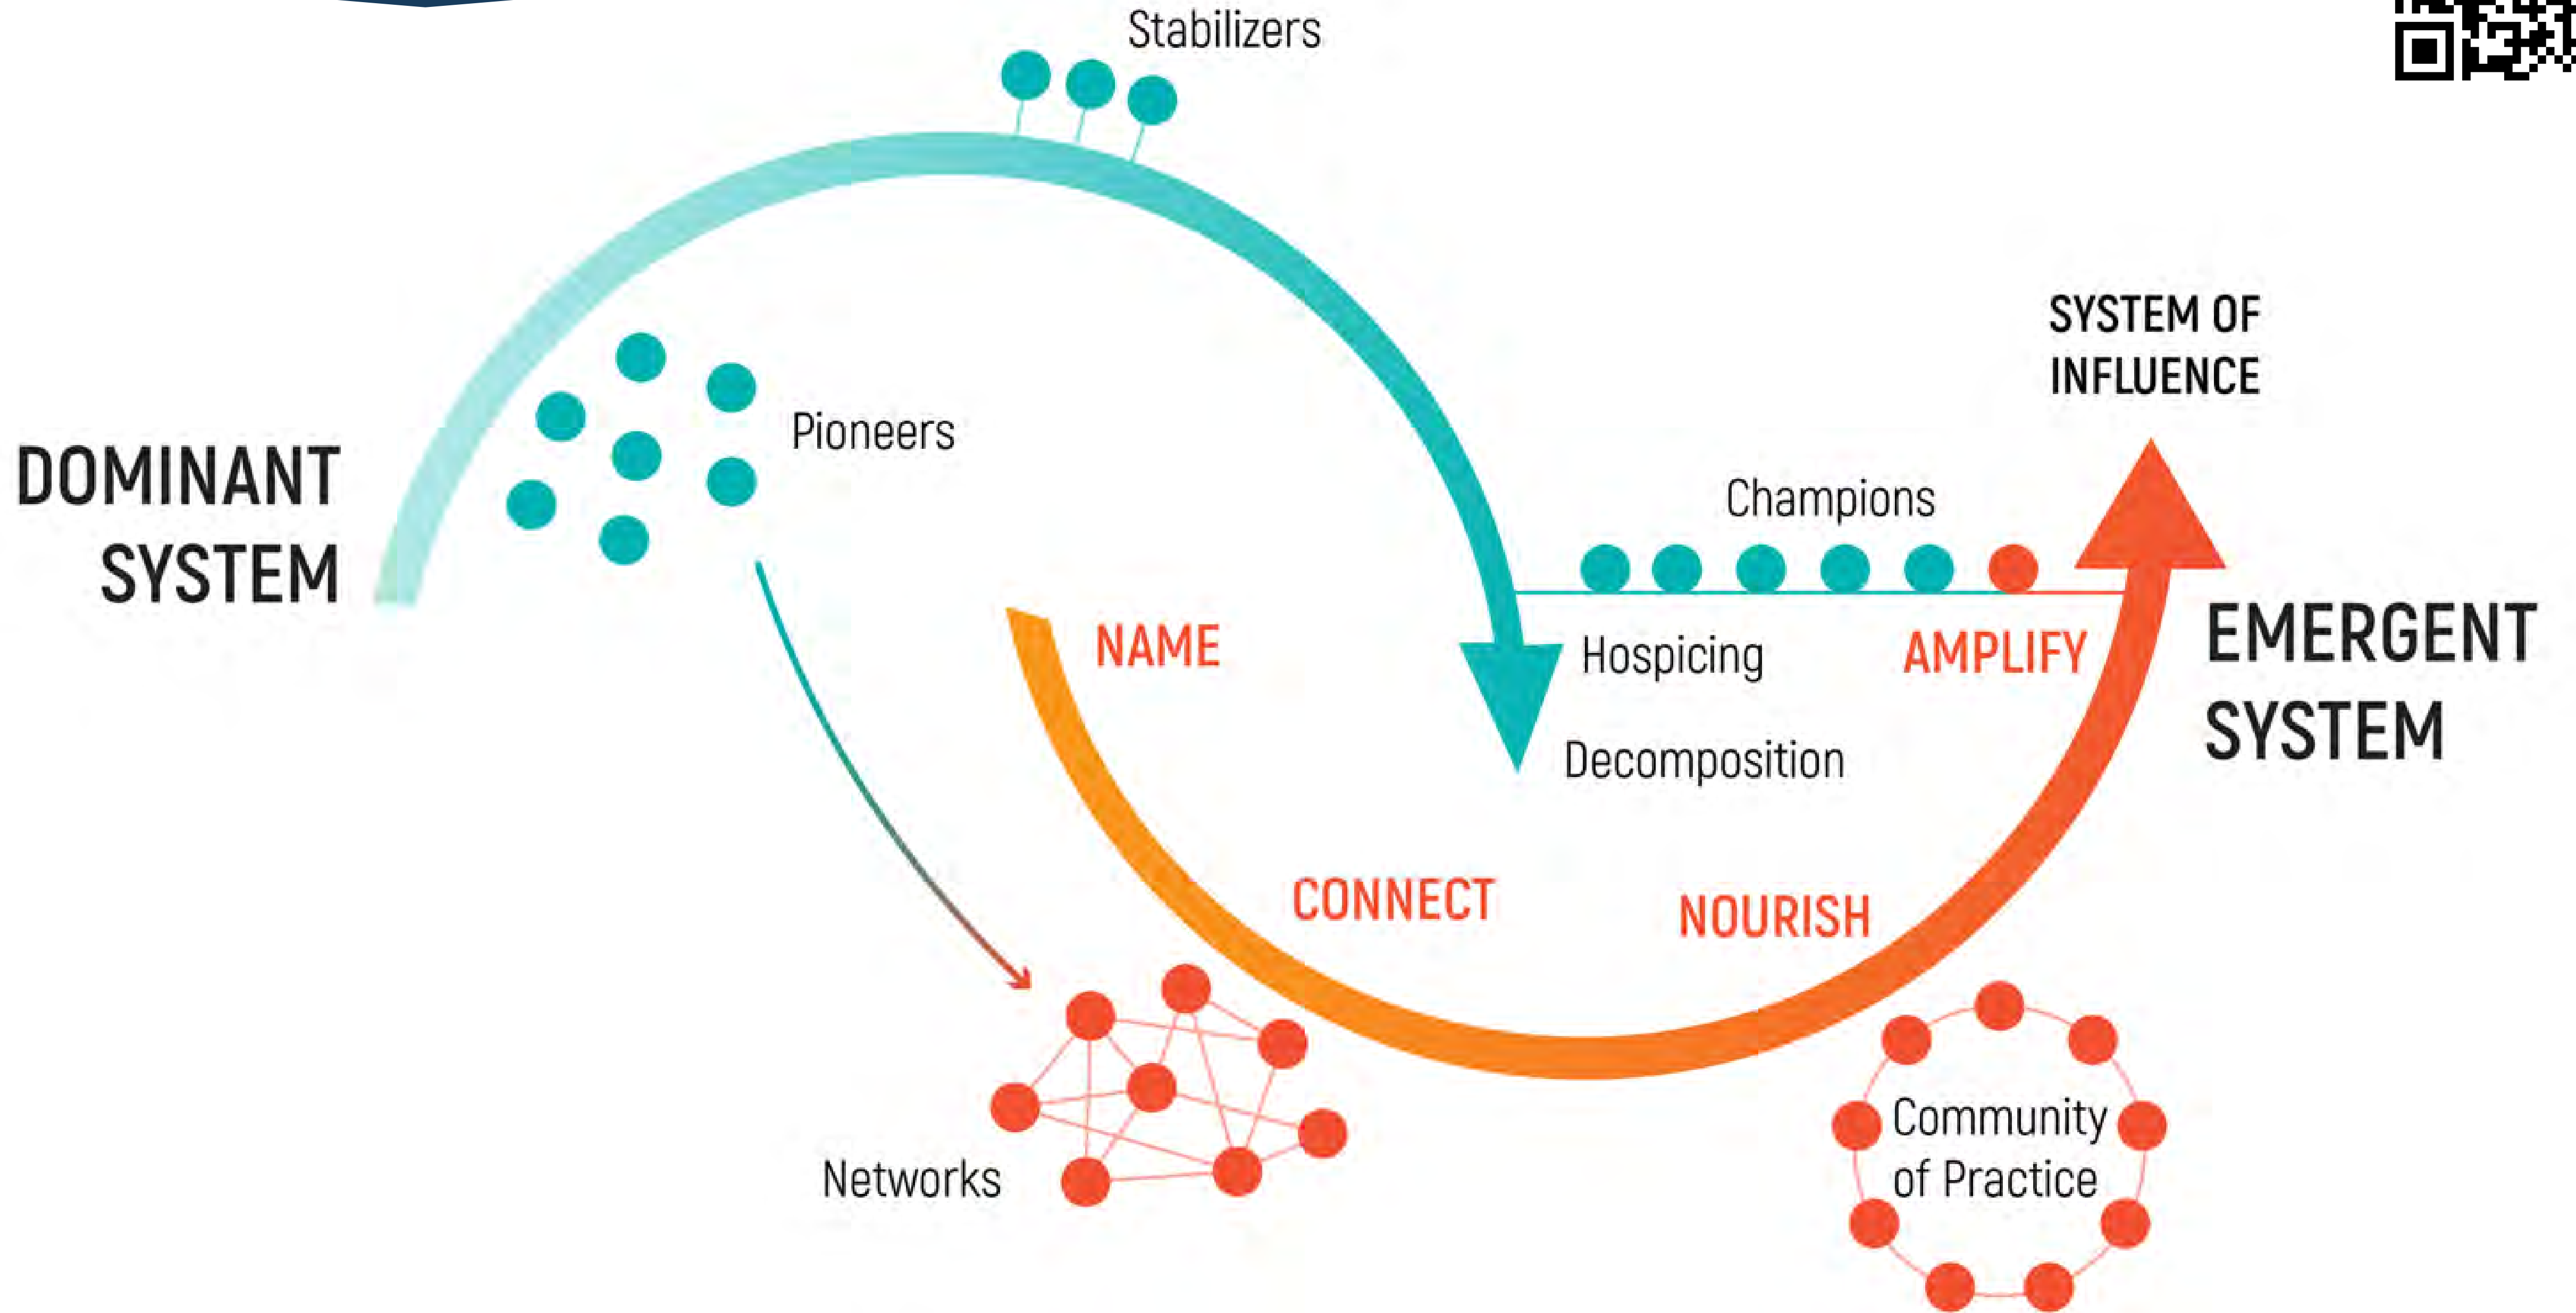 Stabilizers
Pioneers
DOMINANT
SYSTEM
SYSTEM OF
INFLUENCE
Champions
NAME
Hospicing
AMPLIFY
EMERGENT
SYSTEM
Decomposition
CONNECT
NOURISH
Networks
Community
of Practice